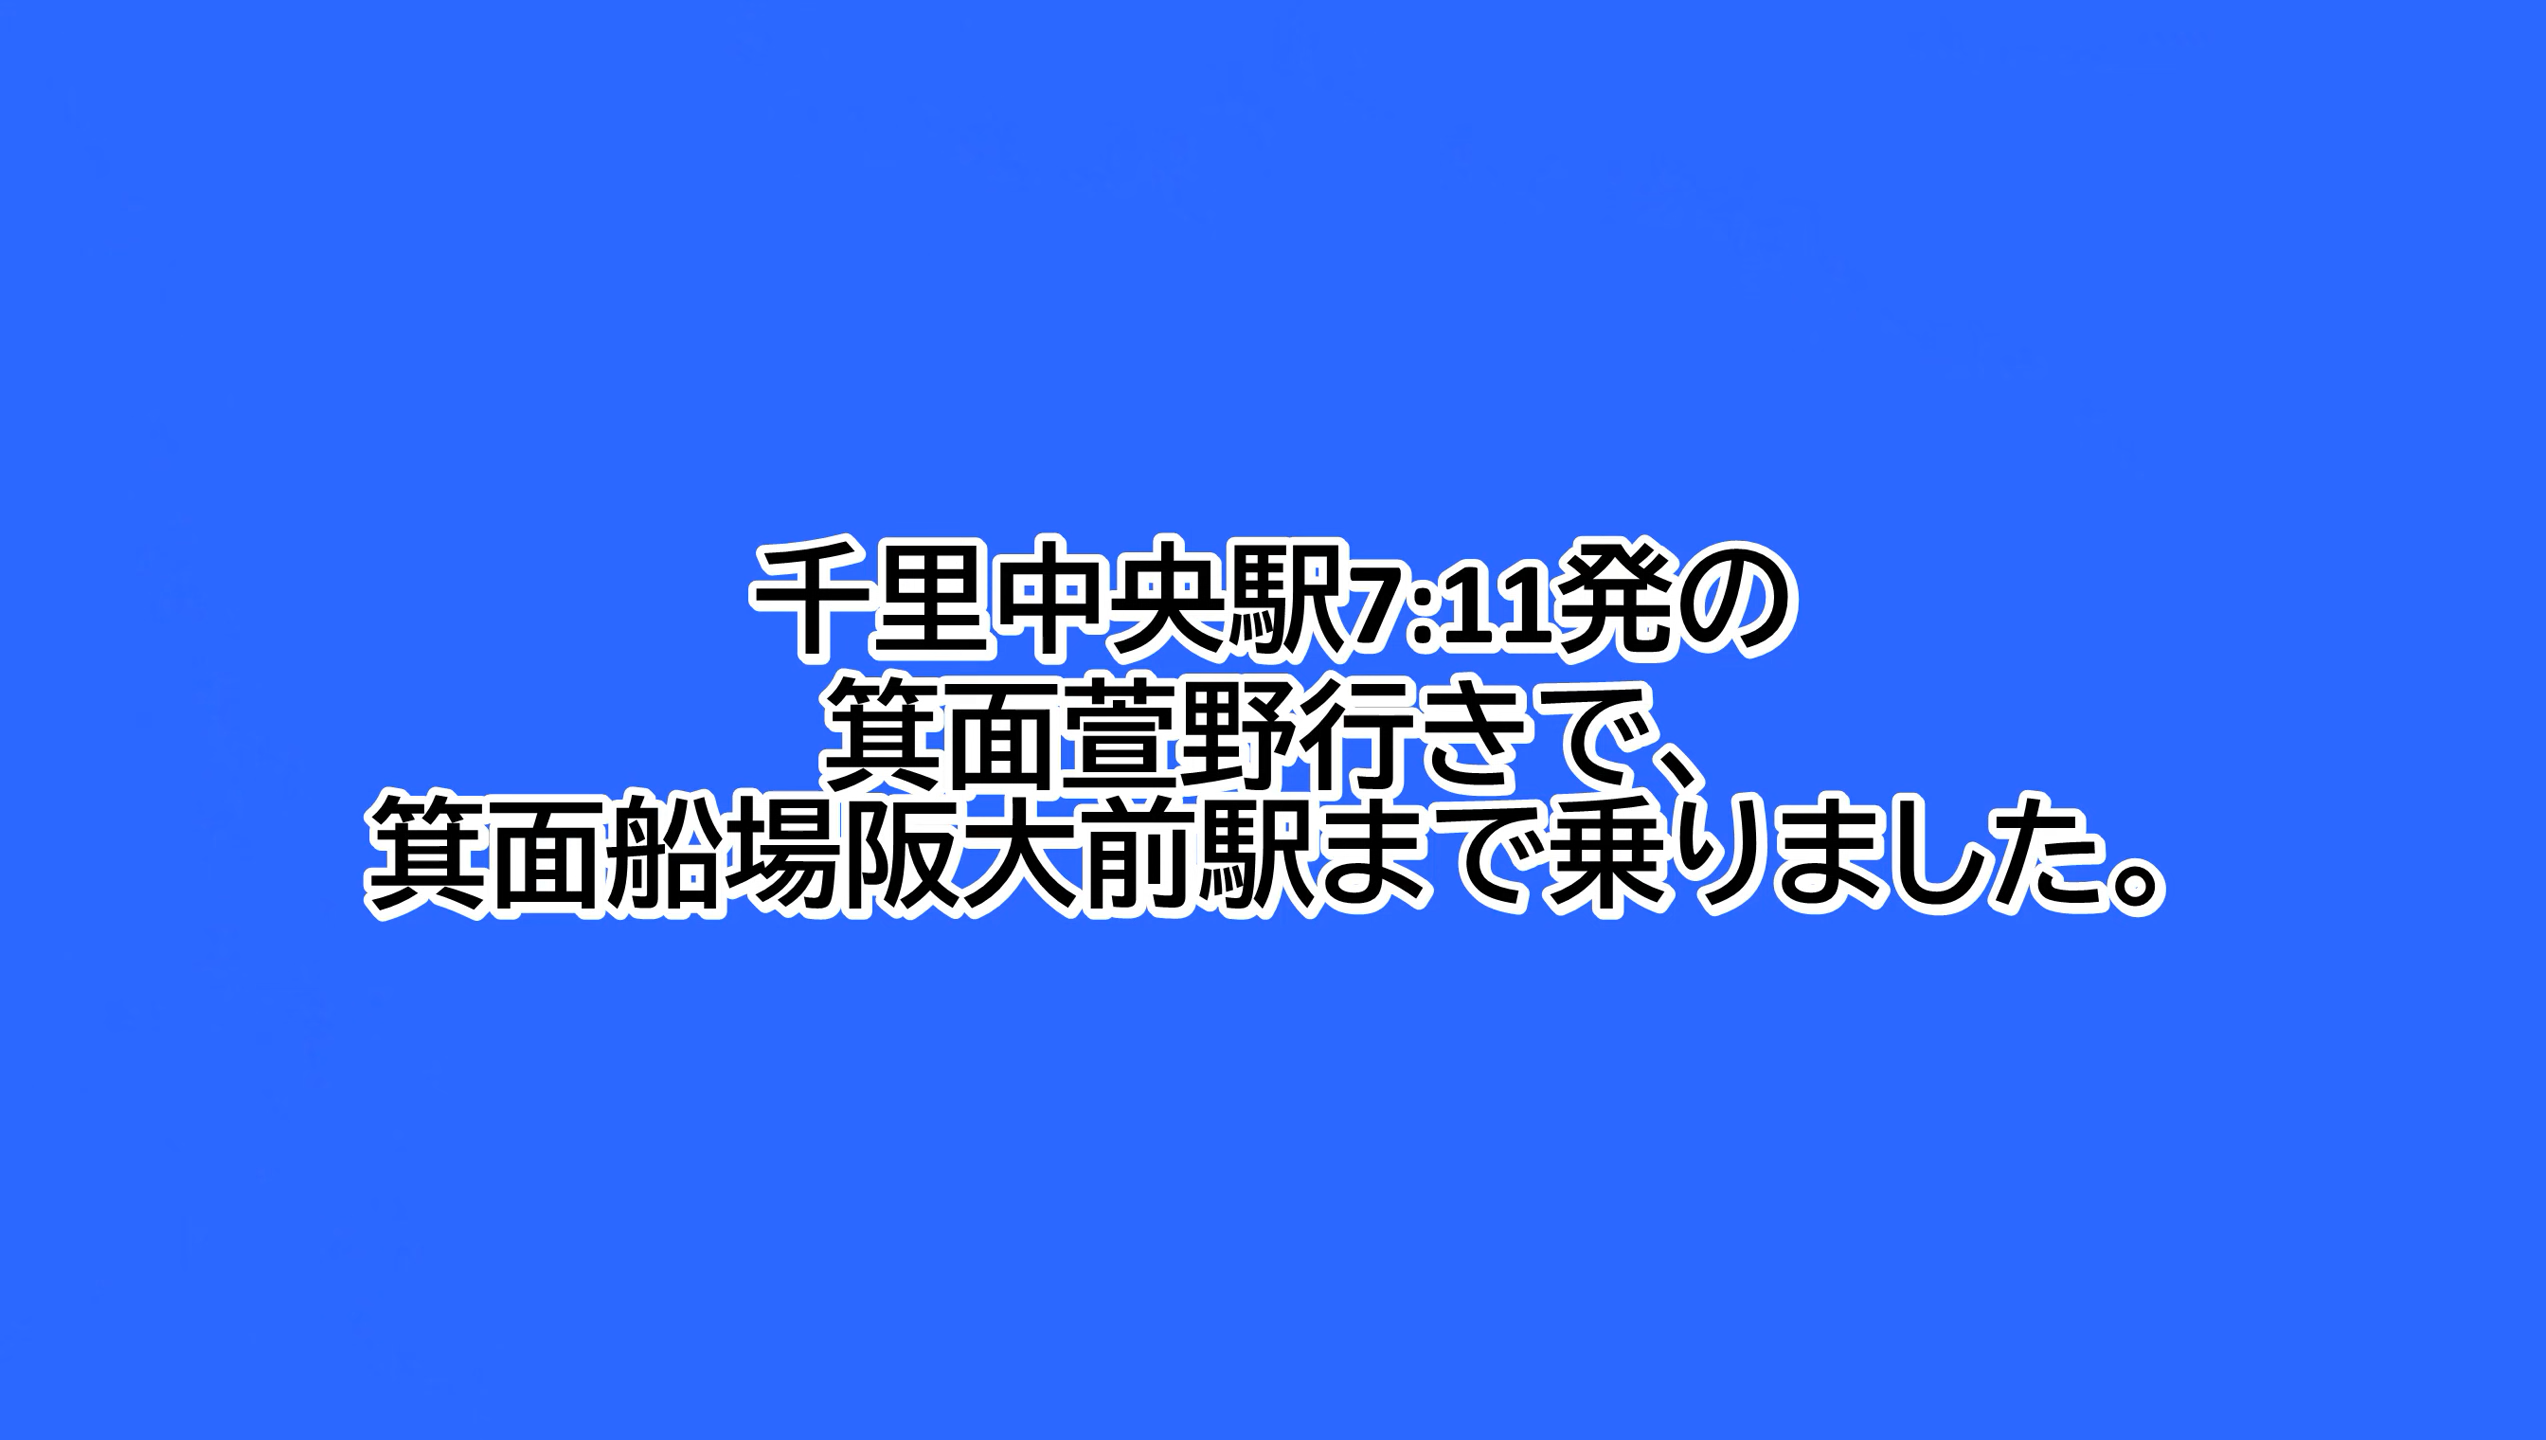 千里中央駅7:11発の
箕面萱野行きで、
箕面船場阪大前駅まで乗りました。